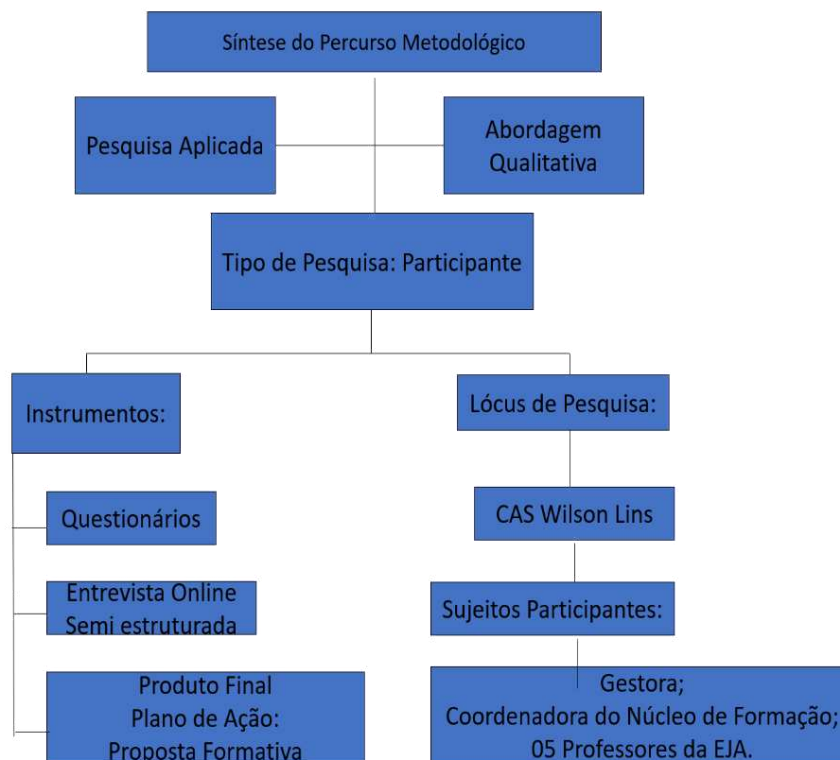 Síntese do Percurso Metodológico
Pesquisa Aplicada
Abordagem
Qualitativa
Tipo de Pesquisa: Participante
Instrumentos:
Lócus de Pesquisa:
Questionários
CAS Wilson Lins
Entrevista Online
Semi estruturada
Sujeitos Participantes:
Produto Final
Plano de Ação:
Proposta Formativa
Gestora;
Coordenadora do Núcleo de Formação;
05 Professores da EJA.